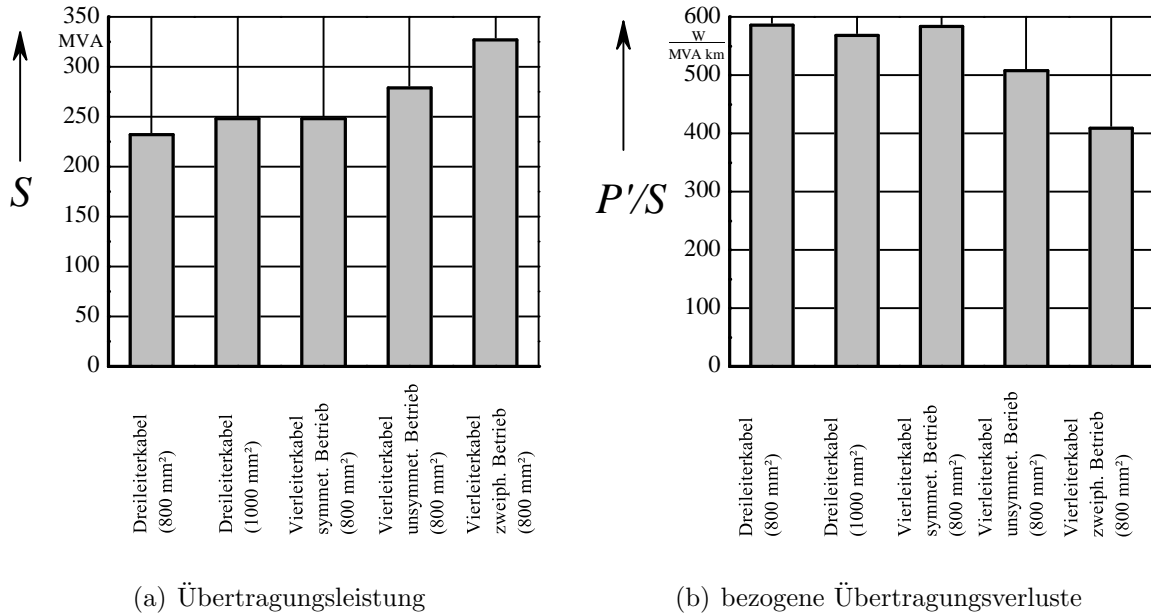 350
MVA
300
250
200
150
100
50
0
S
Dreileiterkabel
(800 mm²)
Dreileiterkabel
(1000 mm²)
Vierleiterkabel
symmet. Betrieb
(800 mm²)
Vierleiterkabel
unsymmet. Betrieb
(800 mm²)
Vierleiterkabel
zweiph. Betrieb
(800 mm²)
(a) Übertragungsleistung
600
W
MVA km
500
400
300
200
100
0
P'/S
Dreileiterkabel
(800 mm²)
Dreileiterkabel
(1000 mm²)
Vierleiterkabel
symmet. Betrieb
(800 mm²)
Vierleiterkabel
unsymmet. Berieb
(800 mm²)
Vierleiterkabel
zweiph. Betrieb
(800 mm²)
(b) bezogene Übertragungsverluste